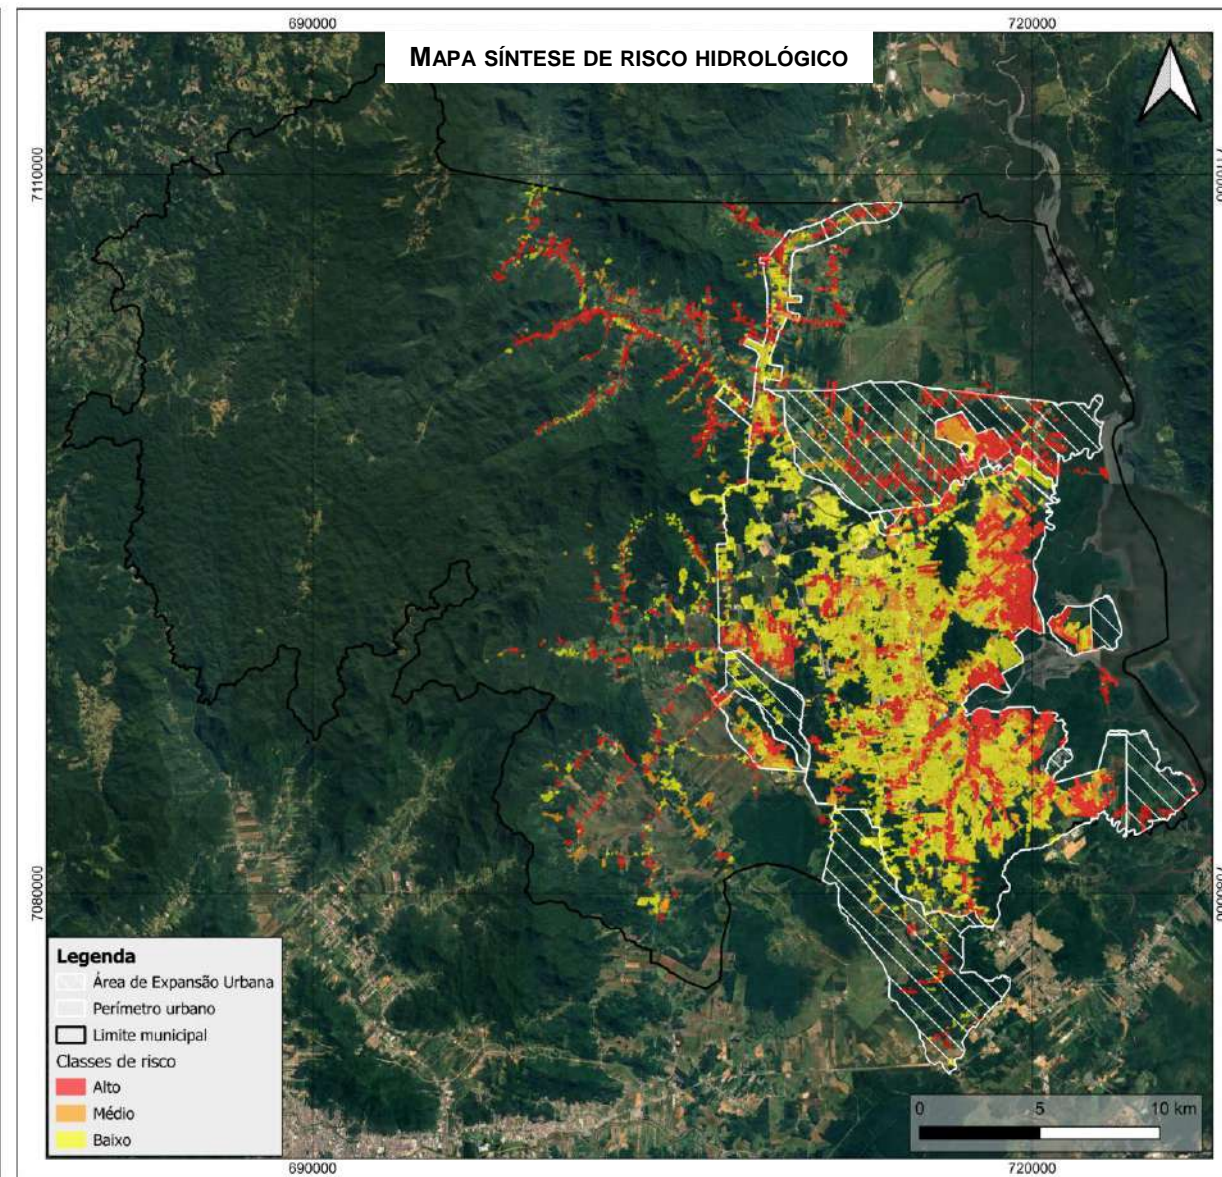 690000 720000
MAPA SÍNTESE DE RISCO HIDROLÓGICO
7110000
7080000
7080000
Legenda
Área de Expansão Urbana
Perímetro urbano
Limite municipal
Classes de risco
Alto
Médio
Baixo
0 5 10 km
690000 720000